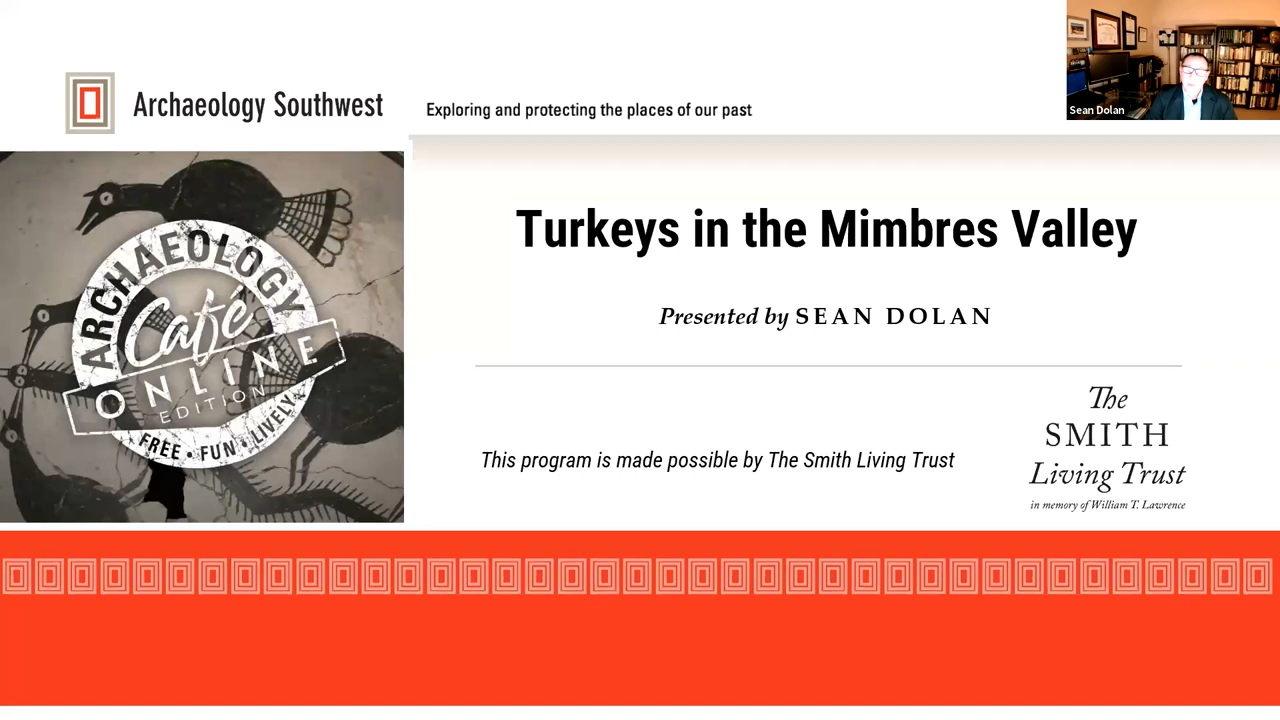 Archaeology Southwest
Exploring and protecting the places of our past
Sean Dolan
ARCHAEOLOGY
Café
ONLINE
EDITION
FREE • FUN • LIVELY
Turkeys in the Mimbres Valley
Presented by SEAN DOLAN
This program is made possible by The Smith Living Trust
The
SMITH
Living Trust
in memory of William T. Lawrence